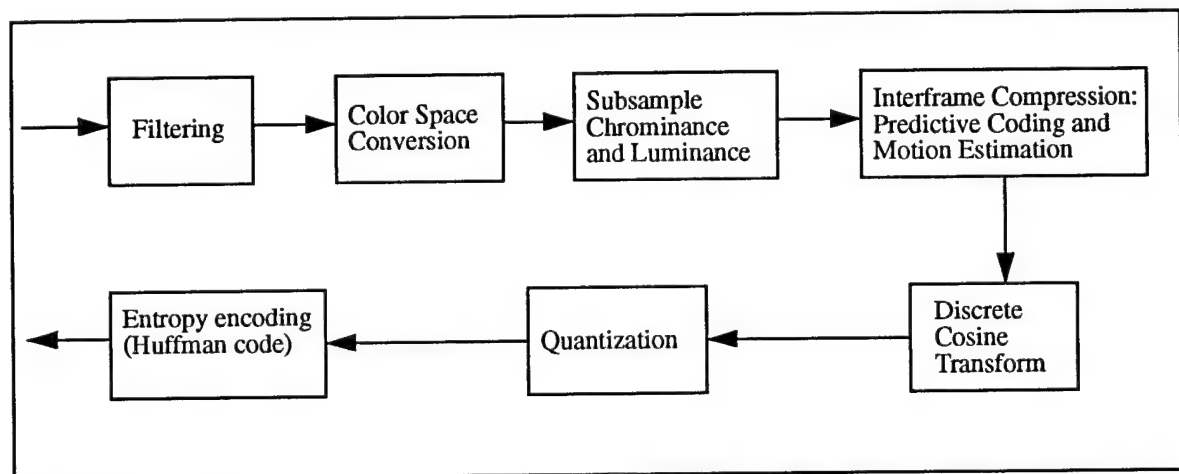 Filtering
Color Space
Conversion
Subsample
Chrominance
and Luminance
Interframe Compression:
Predictive Coding and
Motion Estimation
Entropy encoding
(Huffman code)
Quantization
Discrete
Cosine
Transform